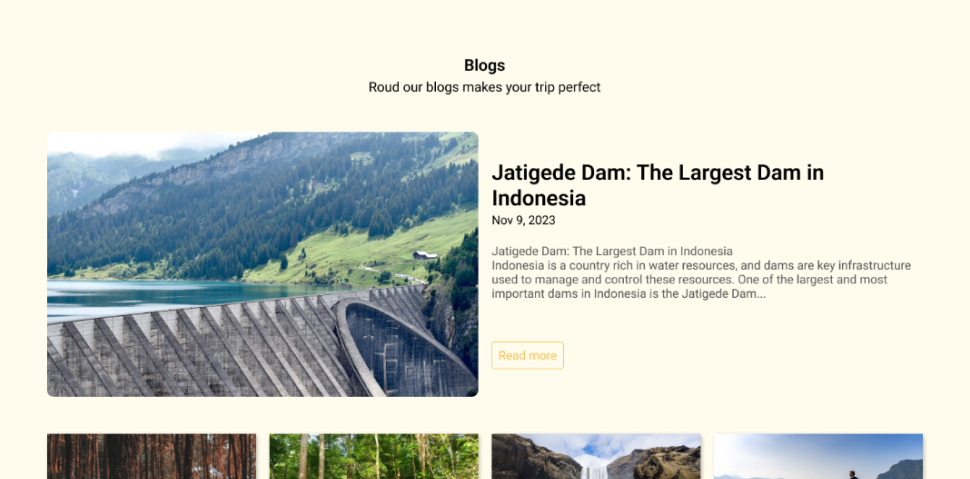 Blogs
Roud our blogs makes your trip perfect
Jatigede Dam: The Largest Dam in
Indonesia
Nov 9, 2023
Jatigede Dam: The Largest Dam in Indonesia
Indonesia is a country rich in water resources, and dams are key infrastructure
used to manage and control these resources. One of the largest and most
important dams in Indonesia is the Jatigede Dam...
Read more